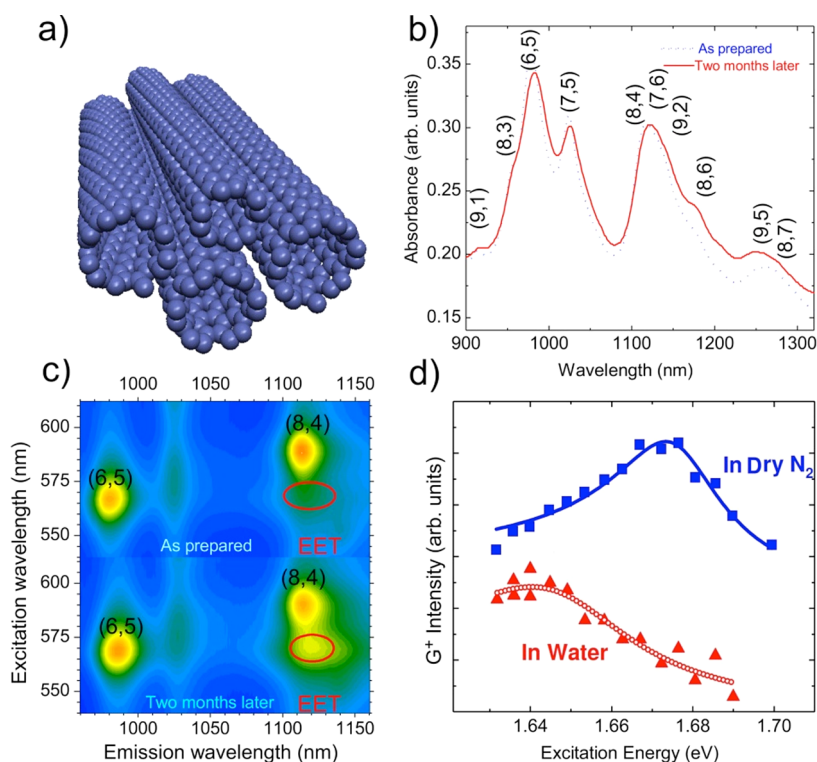 a)
b)
As prepared
Two months later
(9,1)
(8,3)
(6,5)
(7,5)
(8,4)
(7,6)
(9,2)
(8,6)
(9,5)
(8,7)
0.35
0.30
0.25
0.20
0.15
Absorbance (arb. units)
900 1000 1100 1200 1300
Wavelength (nm)
c)
1000 1050 1100 1150
600
575
550
600
570
540
Excitation wavelength (nm)
(6,5)
(8,4)
As prepared
EET
(6,5)
(8,4)
Two months later
EET
1000 1050 1100 1150
Emission wavelength (nm)
d)
In Dry N₂
In Water
G⁺ Intensity (arb. units)
1.64 1.66 1.68 1.70
Excitation Energy (eV)